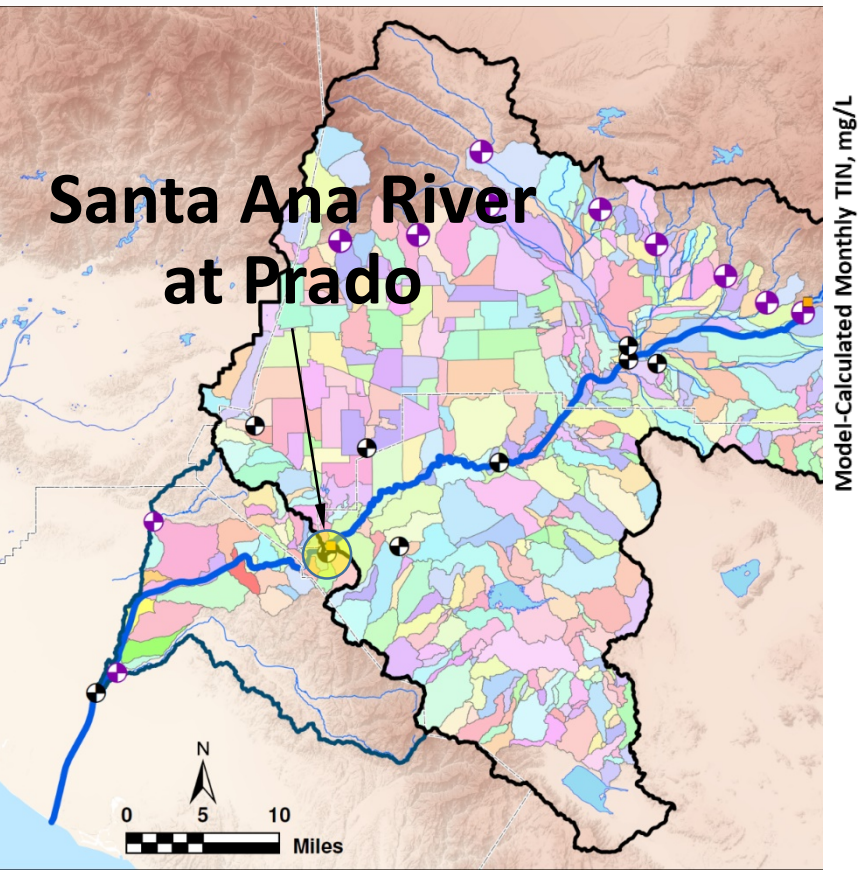 Santa Ana River
at Prado
Model-Calculated Monthly TIN, mg/L
N
0 5 10
Miles